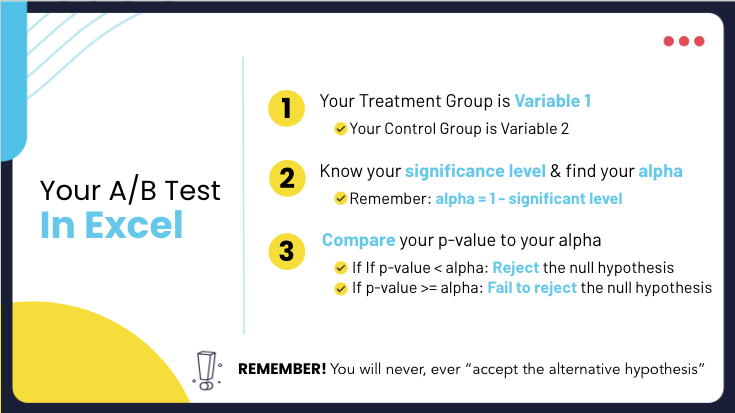 Your A/B Test
In Excel
1
Your Treatment Group is Variable 1
Your Control Group is Variable 2
2
Know your significance level & find your alpha
Remember: alpha = 1 - significant level
3
Compare your p-value to your alpha
If If p-value < alpha: Reject the null hypothesis
If p-value >= alpha: Fail to reject the null hypothesis
REMEMBER! You will never, ever “accept the alternative hypothesis”